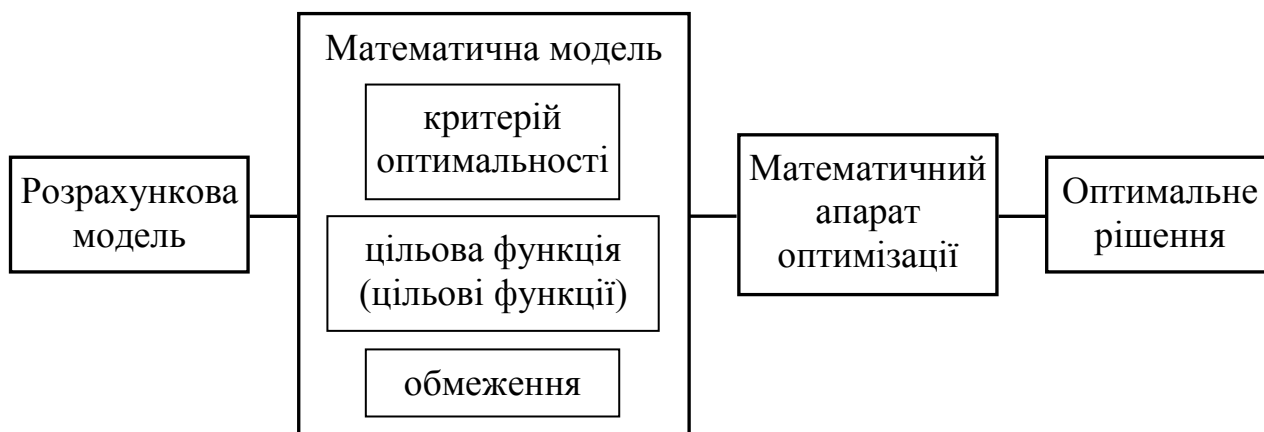 Розрахункова
модель
Математична модель
критерій
оптимальності
цільова функція
(цільові функції)
обмеження
Математичний
апарат
оптимізації
Оптимальне
рішення